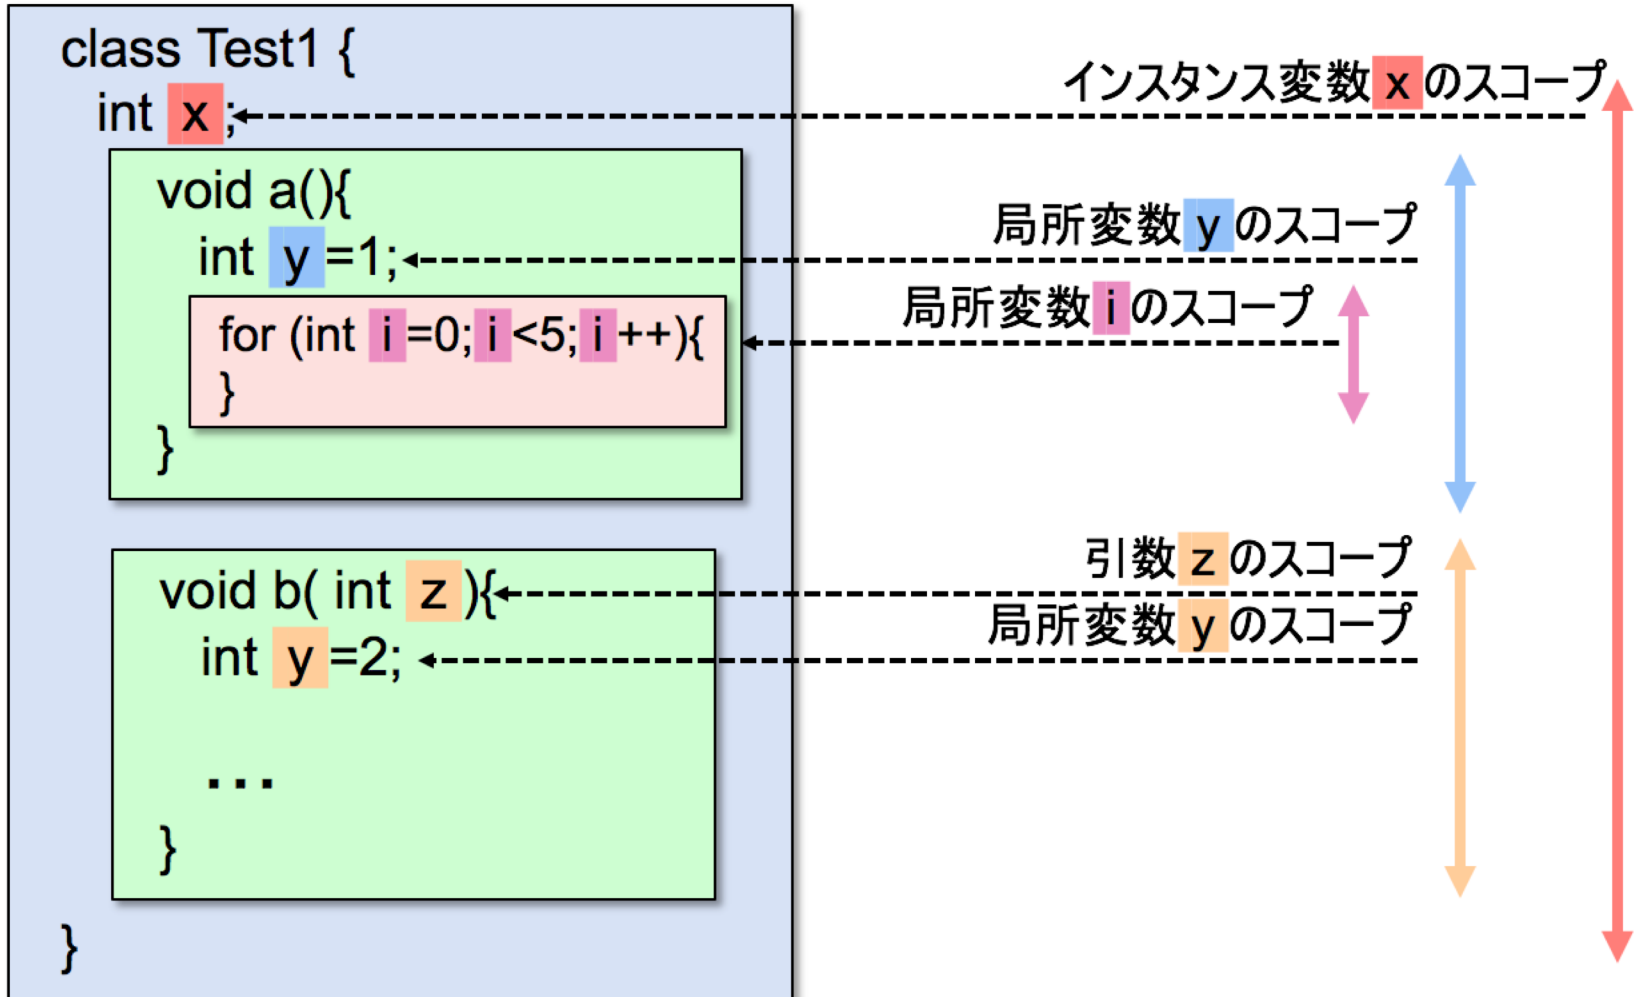 class Test1 {
int x ;
インスタンス変数 x のスコープ
void a(){
int y =1;
局所変数 y のスコープ
for (int i =0; i <5; i ++){
局所変数 i のスコープ
}
}
void b( int z ){
引数 z のスコープ
int y =2;
局所変数 y のスコープ
...
}
}